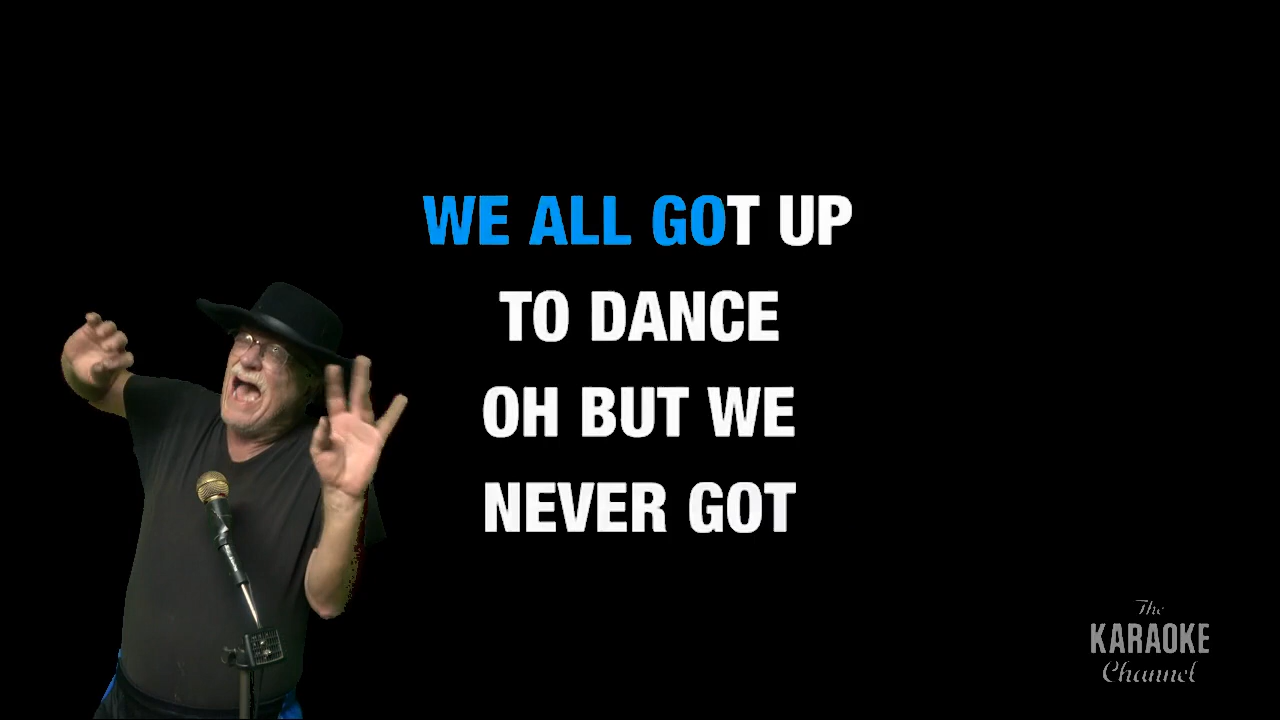 WE ALL GOT UP
TO DANCE
OH BUT WE
NEVER GOT
The
KARAOKE
Channel